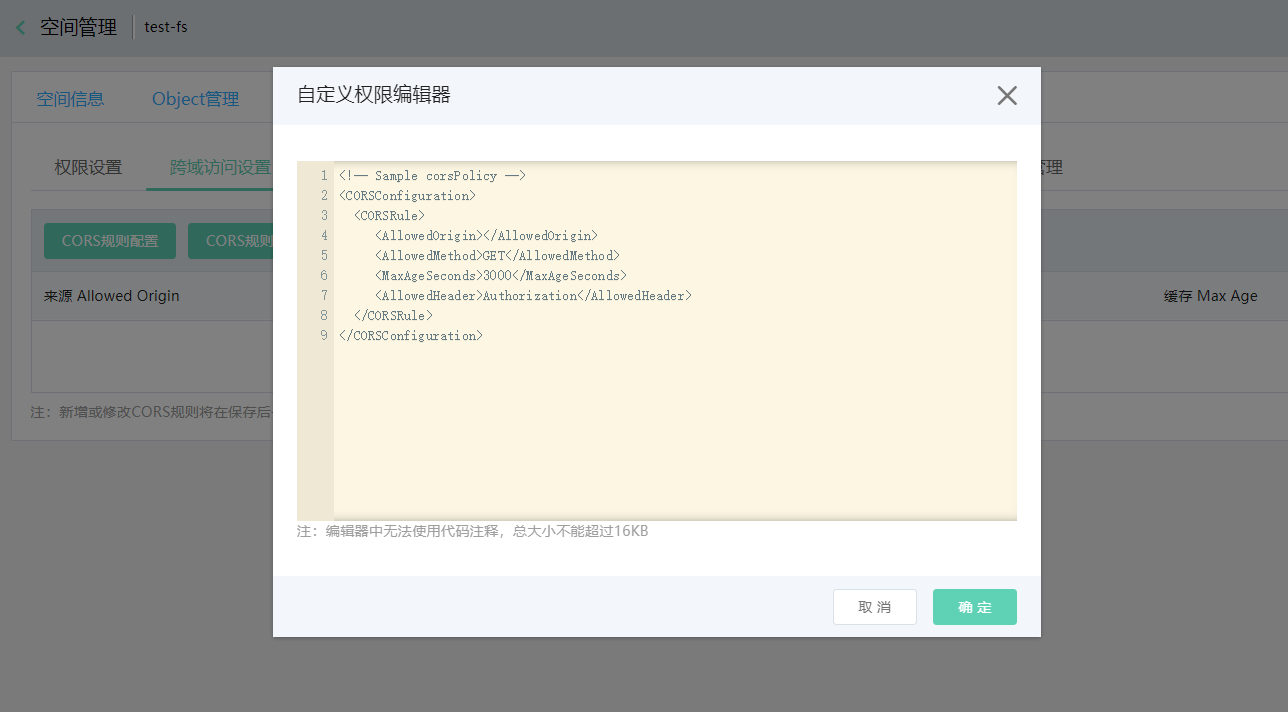 空间管理 test-fs
自定义权限编辑器
空间信息 Object管理
权限设置 跨域访问设置 管理
1 <!-- Sample corsPolicy -->
2 <CORSConfiguration>
3 <CORSRule>
4 <AllowedOrigin></AllowedOrigin>
5 <AllowedMethod>GET</AllowedMethod>
6 <MaxAgeSeconds>3000</MaxAgeSeconds>
7 <AllowedHeader>Authorization</AllowedHeader>
8 </CORSRule>
9 </CORSConfiguration>
CORS规则配置 CORS规则
来源 Allowed Origin 缓存 Max Age
注：新增或修改CORS规则将在保存后
注：编辑器中无法使用代码注释，总大小不能超过16KB
取 消 确 定